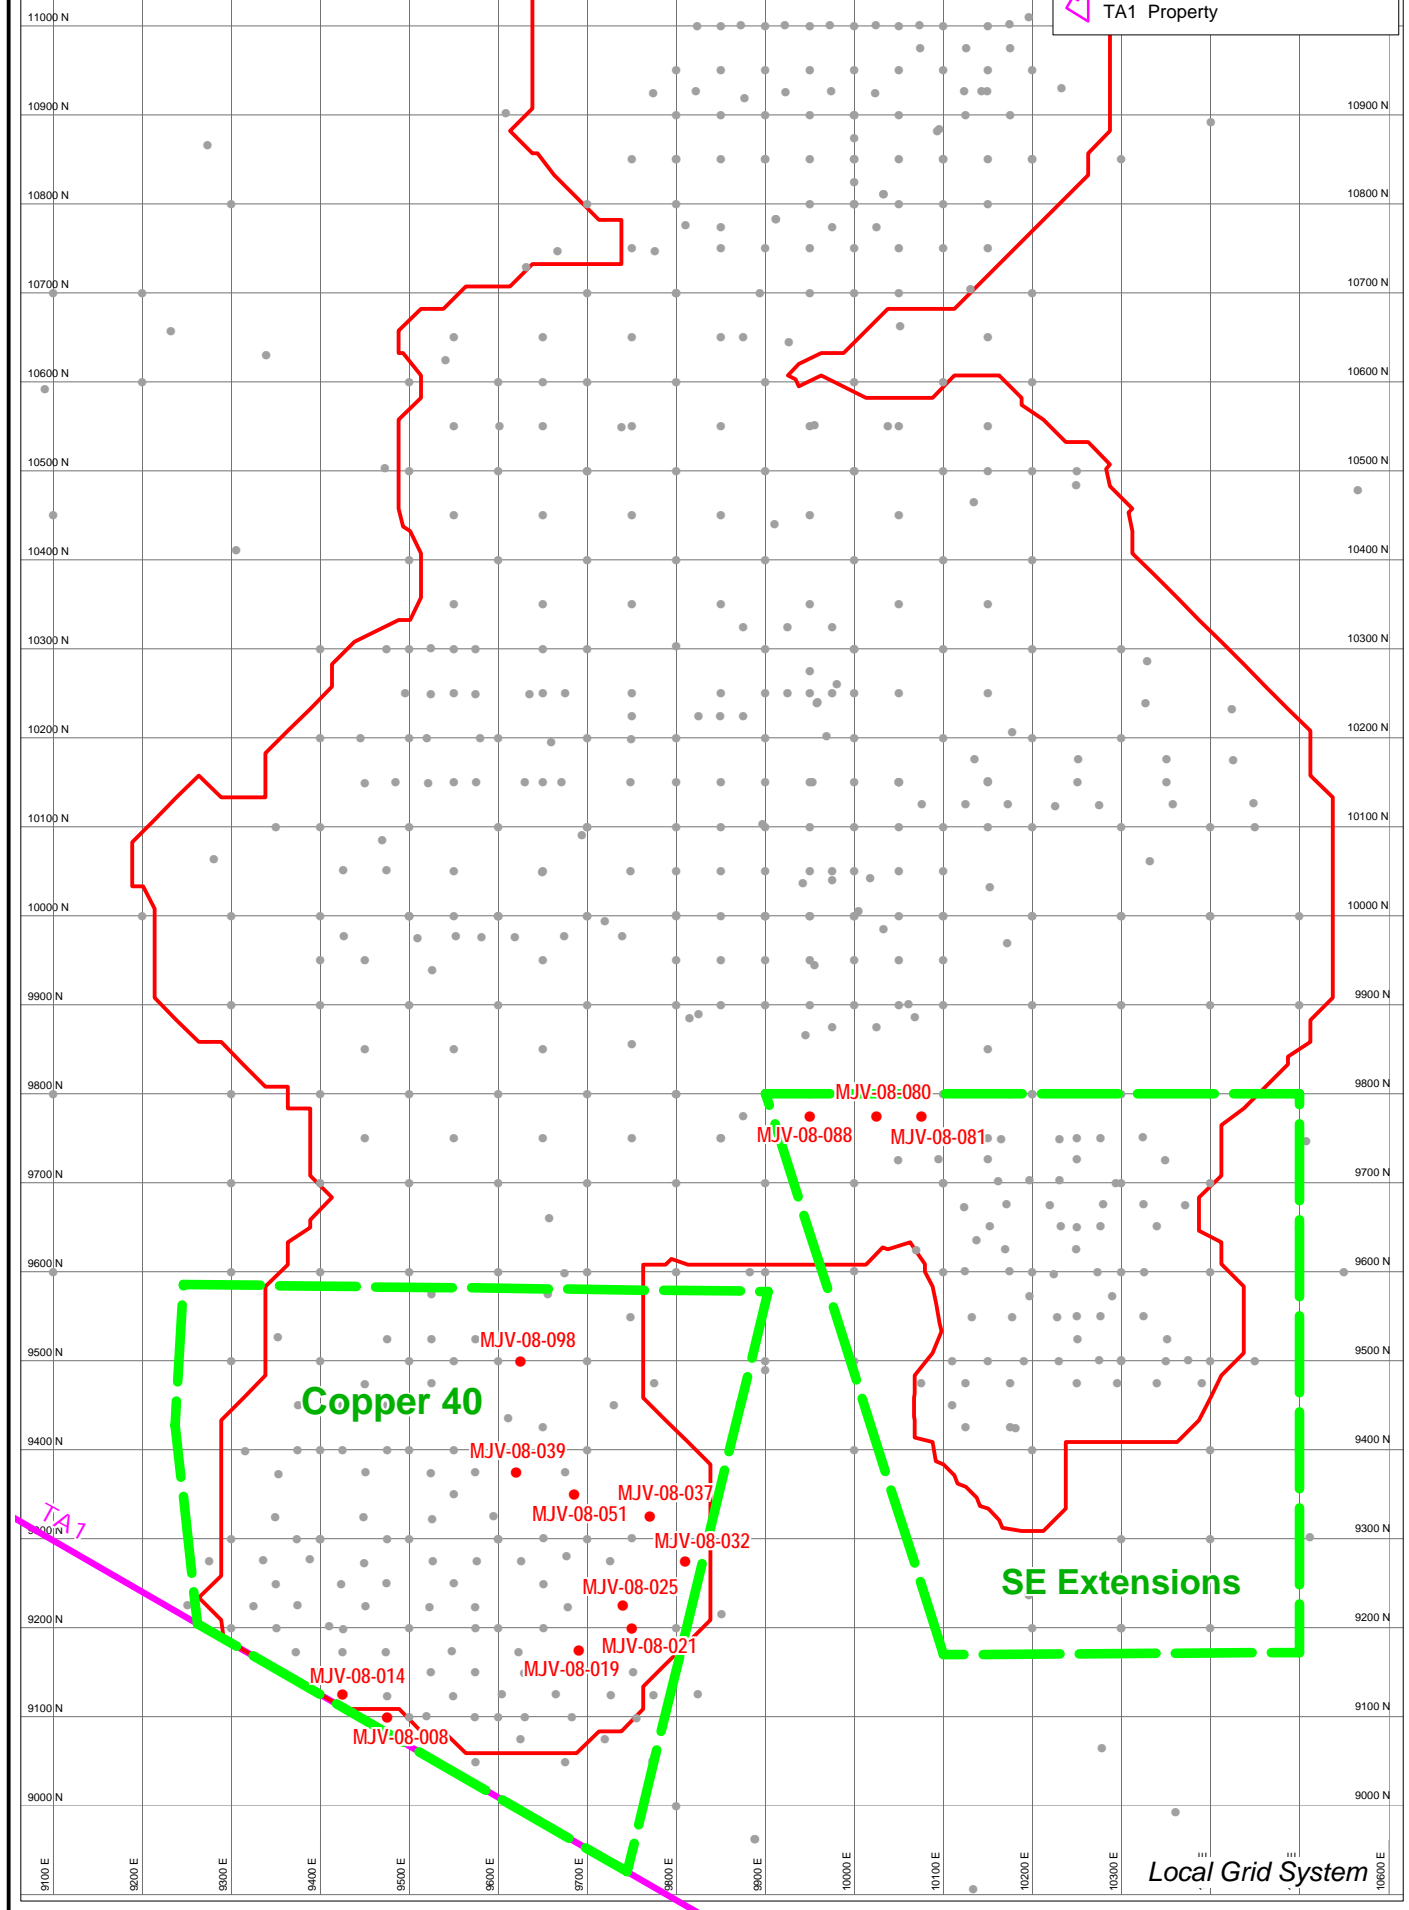 TA1 Property
11000 N
10900 N 10900 N
10800 N 10800 N
10700 N 10700 N
10600 N 10600 N
10500 N 10500 N
10400 N 10400 N
10300 N 10300 N
10200 N 10200 N
10100 N 10100 N
10000 N 10000 N
9900 N 9900 N
9800 N 9800 N
MJV-08-080
MJV-08-088
MJV-08-081
9700 N 9700 N
9600 N 9600 N
MJV-08-098
9500 N 9500 N
Copper 40
9400 N 9400 N
MJV-08-039
MJV-08-037
MJV-08-051
TA1
9300 N 9300 N
MJV-08-032
MJV-08-025
SE Extensions
9200 N 9200 N
MJV-08-021
MJV-08-019
MJV-08-014
9100 N 9100 N
MJV-08-008
9000 N 9000 N
9100 E
9200 E
9300 E
9400 E
9500 E
9600 E
9700 E
9800 E
9900 E
10000 E
10100 E
10200 E
10300 E
10600 E
Local Grid System